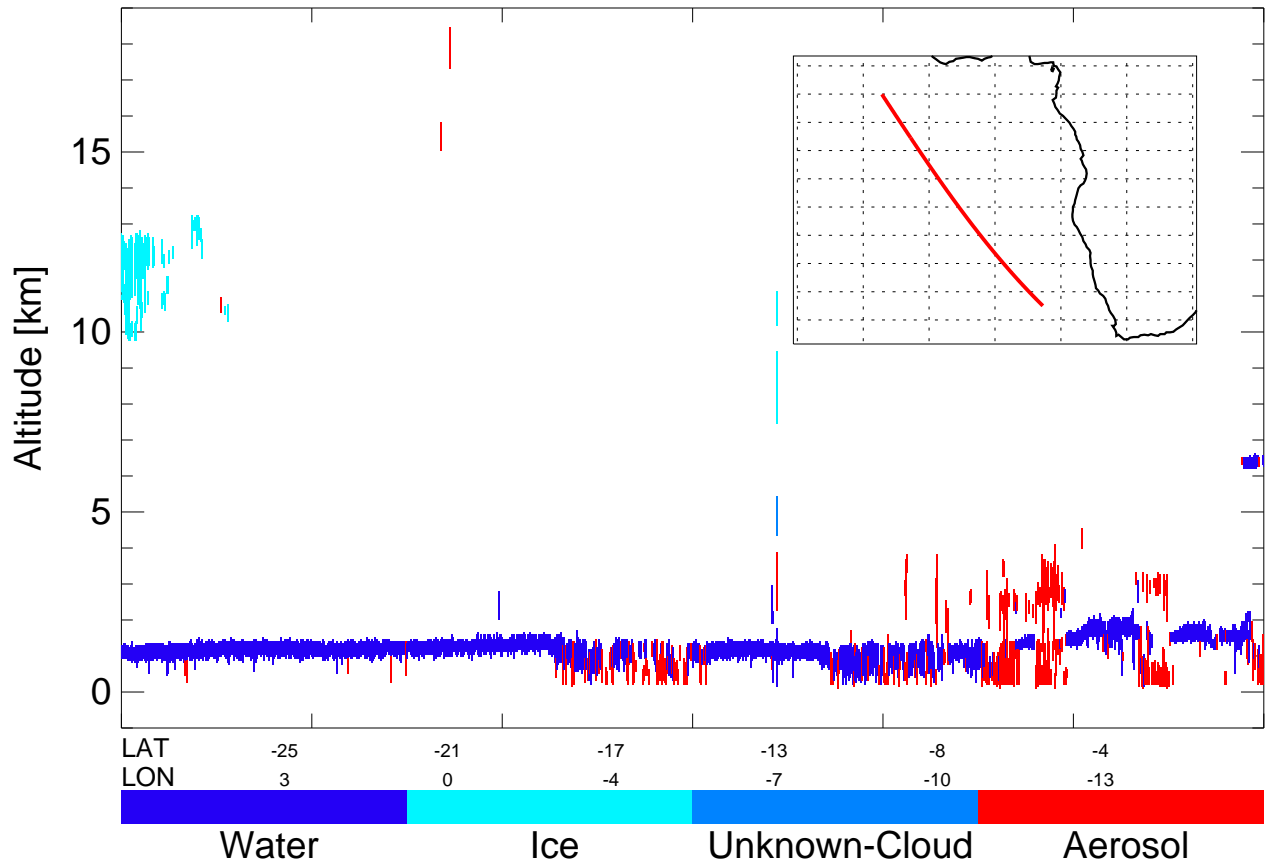 15
10
5
0
Altitude [km]
LAT -25 -21 -17 -13 -8 -4
LON 3 0 -4 -7 -10 -13
Water Ice Unknown-Cloud Aerosol